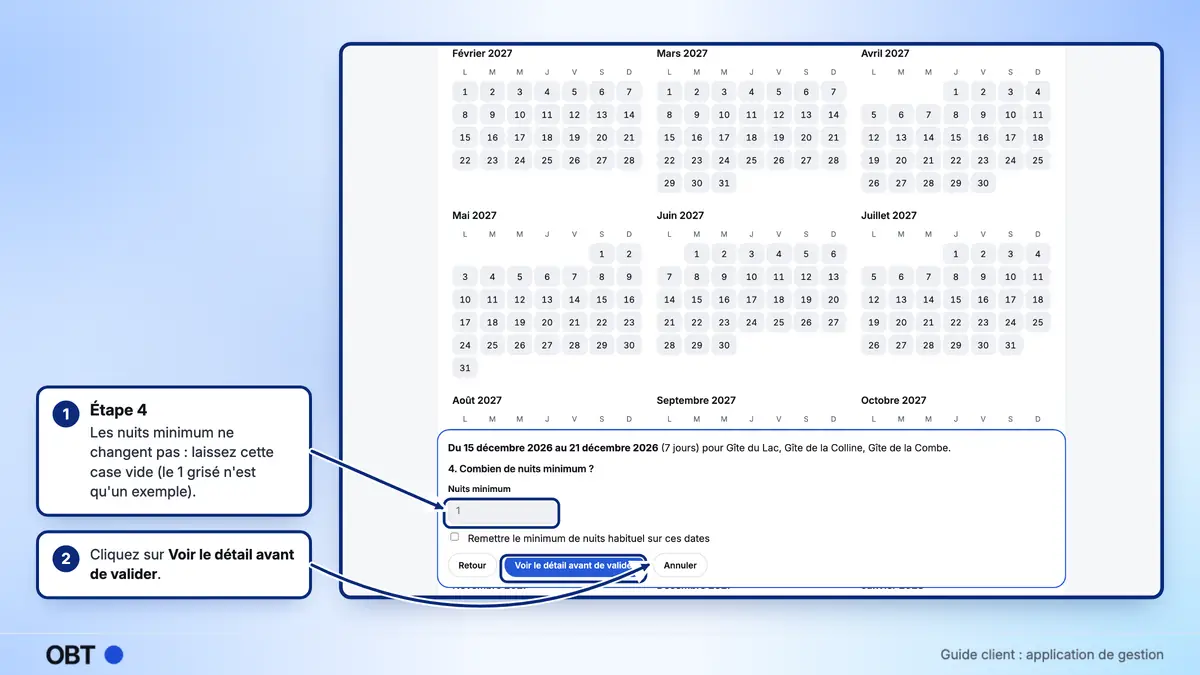 Février 2027
L M M J V S D
1 2 3 4 5 6 7
8 9 10 11 12 13 14
15 16 17 18 19 20 21
22 23 24 25 26 27 28
Mars 2027
L M M J V S D
1 2 3 4 5 6 7
8 9 10 11 12 13 14
15 16 17 18 19 20 21
22 23 24 25 26 27 28
29 30 31
Avril 2027
L M M J V S D
1 2 3 4
5 6 7 8 9 10 11
12 13 14 15 16 17 18
19 20 21 22 23 24 25
26 27 28 29 30
Mai 2027
L M M J V S D
1 2
3 4 5 6 7 8 9
10 11 12 13 14 15 16
17 18 19 20 21 22 23
24 25 26 27 28 29 30
31
Juin 2027
L M M J V S D
1 2 3 4 5 6
7 8 9 10 11 12 13
14 15 16 17 18 19 20
21 22 23 24 25 26 27
28 29 30
Juillet 2027
L M M J V S D
1 2 3 4
5 6 7 8 9 10 11
12 13 14 15 16 17 18
19 20 21 22 23 24 25
26 27 28 29 30 31
Août 2027
L M M J V S D
Septembre 2027
L M M J V S D
Octobre 2027
L M M J V S D
Du 15 décembre 2026 au 21 décembre 2026 (7 jours) pour Gîte du Lac, Gîte de la Colline, Gîte de la Combe.
4. Combien de nuits minimum ?
Nuits minimum
1
Remettre le minimum de nuits habituel sur ces dates
Retour
Voir le détail avant de valide
Annuler
1
Étape 4
Les nuits minimum ne
changent pas : laissez cette
case vide (le 1 grisé n'est
qu'un exemple).
2
Cliquez sur Voir le détail avant
de valider.
OBT
Guide client : application de gestion